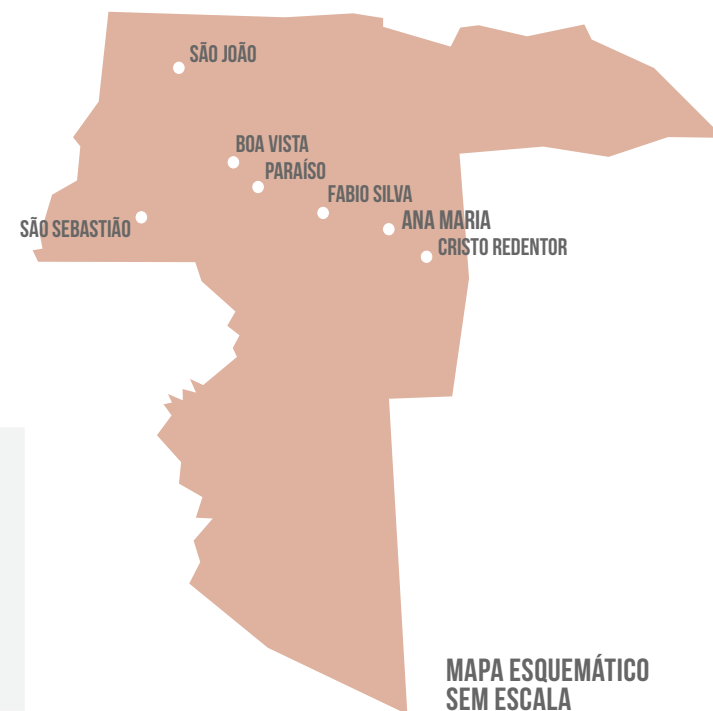 SÃO JOÃO
BOA VISTA
PARAÍSO
FABIO SILVA
ANA MARIA
SÃO SEBASTIÃO
CRISTO REDENTOR
MAPA ESQUEMÁTICO
SEM ESCALA